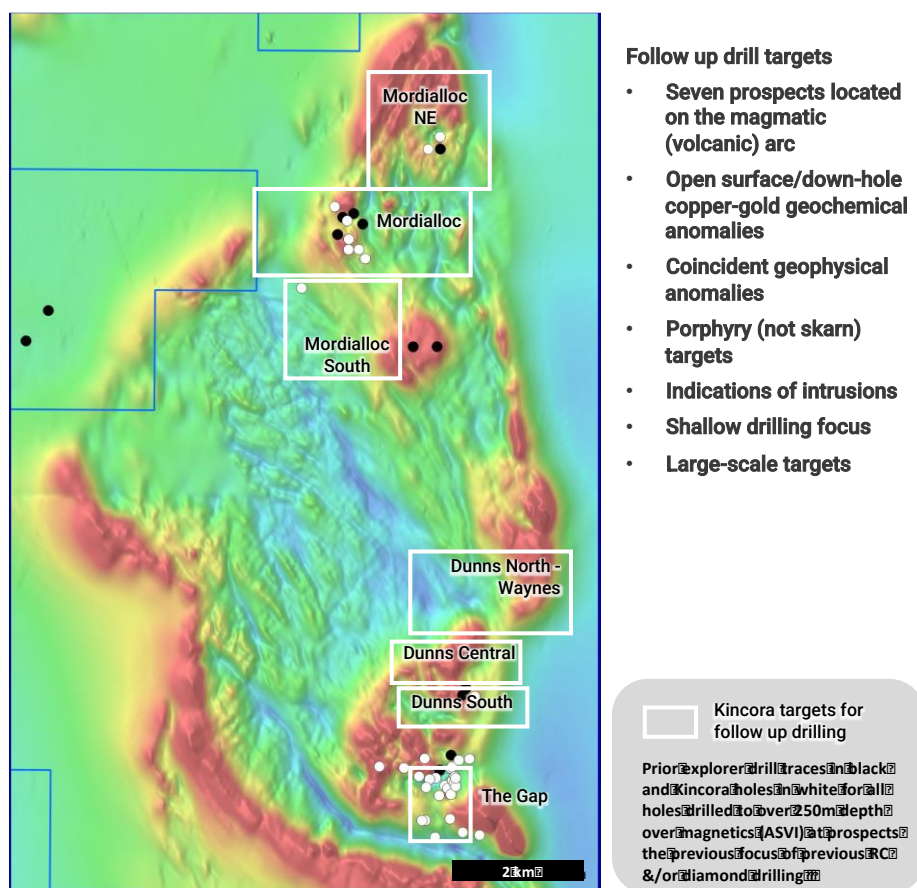 Mordialloc
NE
Mordialloc
Mordialloc
South
Dunns North -
Waynes
Dunns Central
Dunns South
The Gap
2 km
Follow up drill targets
• Seven prospects located
on the magmatic
(volcanic) arc
• Open surface/down-hole
copper-gold geochemical
anomalies
• Coincident geophysical
anomalies
• Porphyry (not skarn)
targets
• Indications of intrusions
• Shallow drilling focus
• Large-scale targets
Kincora targets for
follow up drilling
Prior explorer drill traces in black
and Kincora holes in white for all
holes drilled to over 250m depth
over magnetics (ASVI) at prospects
the previous focus of previous RC
&/or diamond drilling